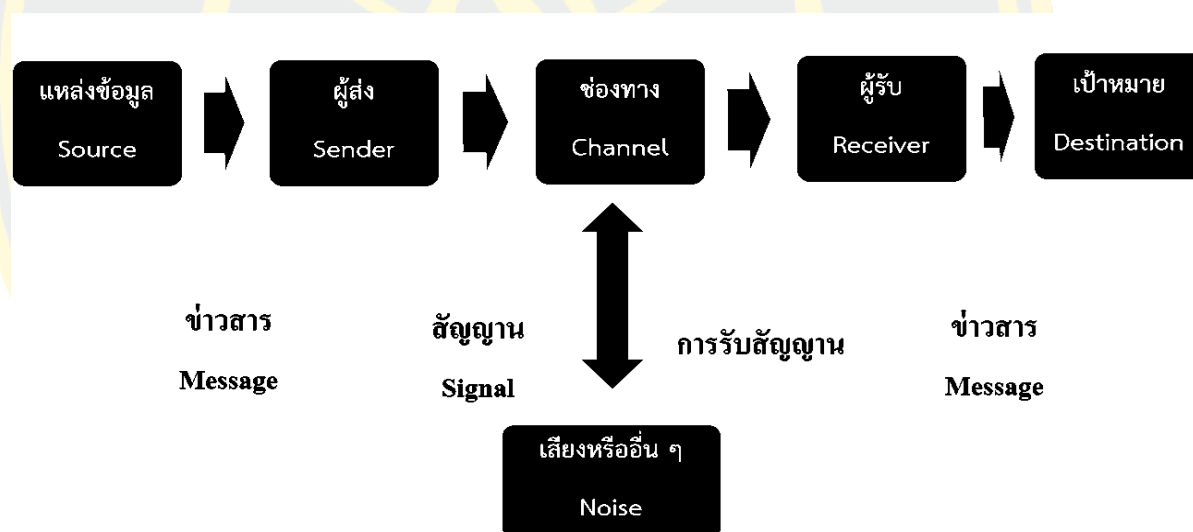 แหล่งข้อมูล
Source
ผู้ส่ง
Sender
ช่องทาง
Channel
ผู้รับ
Receiver
เป้าหมาย
Destination
ข่าวสาร
Message
สัญญาน
Signal
การรับสัญญาน
ข่าวสาร
Message
เสียงหรืออื่น ๆ
Noise